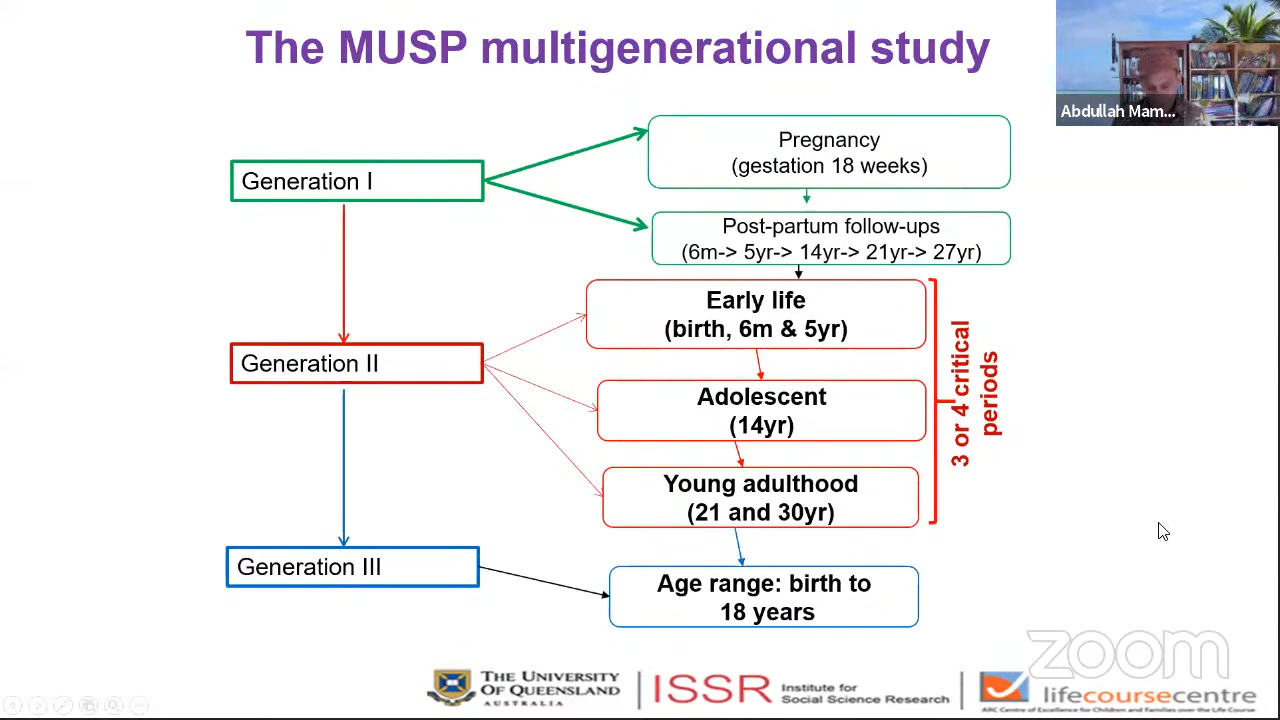 The MUSP multigenerational study
Abdullah Mam...
Generation I
Pregnancy
(gestation 18 weeks)
Post-partum follow-ups
(6m-> 5yr-> 14yr-> 21yr-> 27yr)
Generation II
Early life
(birth, 6m & 5yr)
Adolescent
(14yr)
Young adulthood
(21 and 30yr)
3 or 4 critical
periods
Generation III
Age range: birth to
18 years
zoom
THE UNIVERSITY
OF QUEENSLAND
AUSTRALIA
ISSR
Institute for
Social Science Research
lifecoursecentre
ARC Centre of Excellence for Children and Families over the Life Course